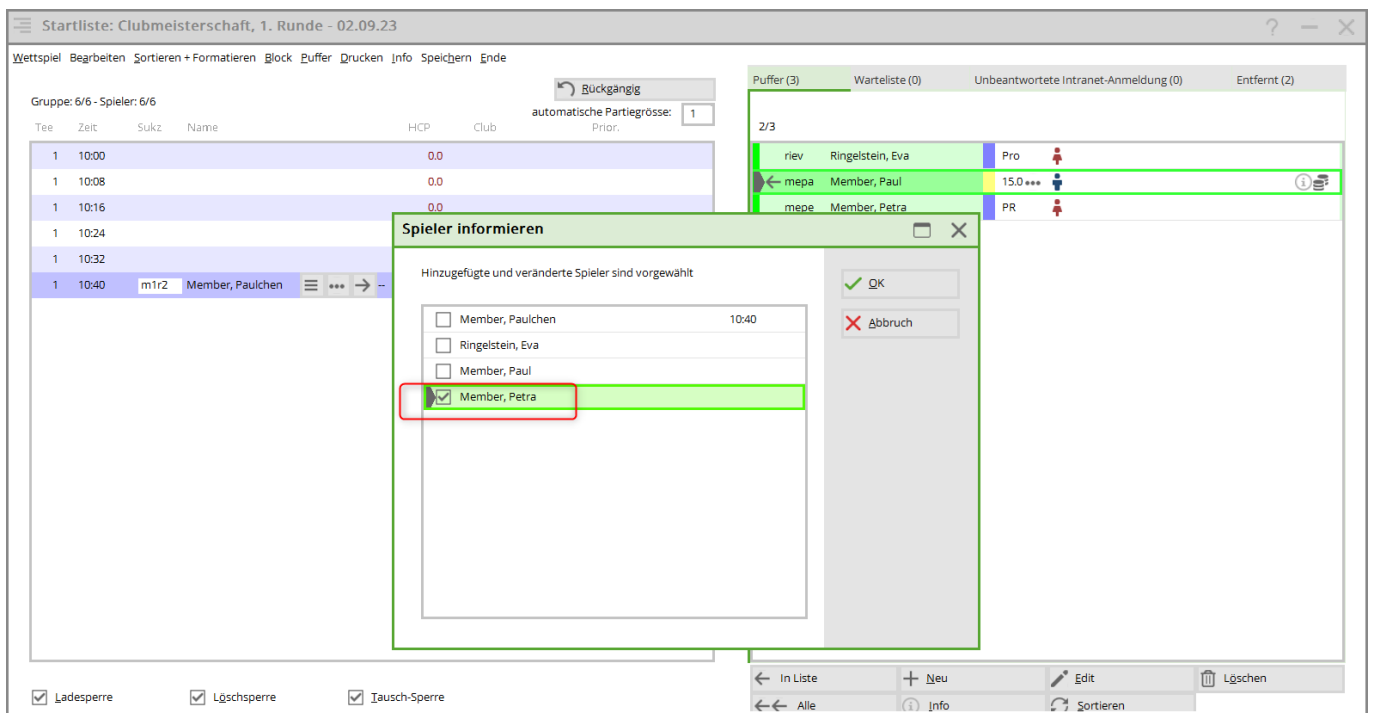 Startliste: Clubmeisterschaft, 1. Runde - 02.09.23
Wettspiel Bearbeiten Sortieren + Formatieren Block Puffer Drucken Info Speichern Ende
Rückgängig
Gruppe: 6/6 - Spieler: 6/6
automatische Partiegrösse: 1
Tee Zeit Sukz Name HCP Club Prior.
1 10:00 0.0
1 10:08 0.0
1 10:16 0.0
1 10:24
1 10:32
1 10:40 m1r2 Member, Paulchen --
Ladesperre Löschsperre Tausch-Sperre
Puffer (3) Warteliste (0) Unbeantwortete Intranet-Anmeldung (0) Entfernt (2)
2/3
riev Ringelstein, Eva Pro
mepa Member, Paul 15.0
mepe Member, Petra PR
In Liste Neu Edit Löschen
Alle Info Sortieren
Spieler informieren
Hinzugefügte und veränderte Spieler sind vorgewählt
Member, Paulchen 10:40
Ringelstein, Eva
Member, Paul
Member, Petra
OK
Abbruch